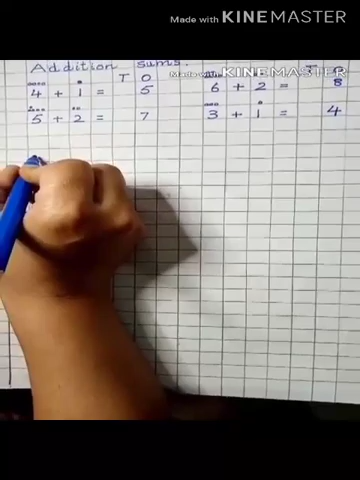 Made with KINEMASTER
Addition sums.
Made with KINEMASTER
T O
T O
4 + 1 = 5
6 + 2 = 8
5 + 2 = 7
3 + 1 = 4